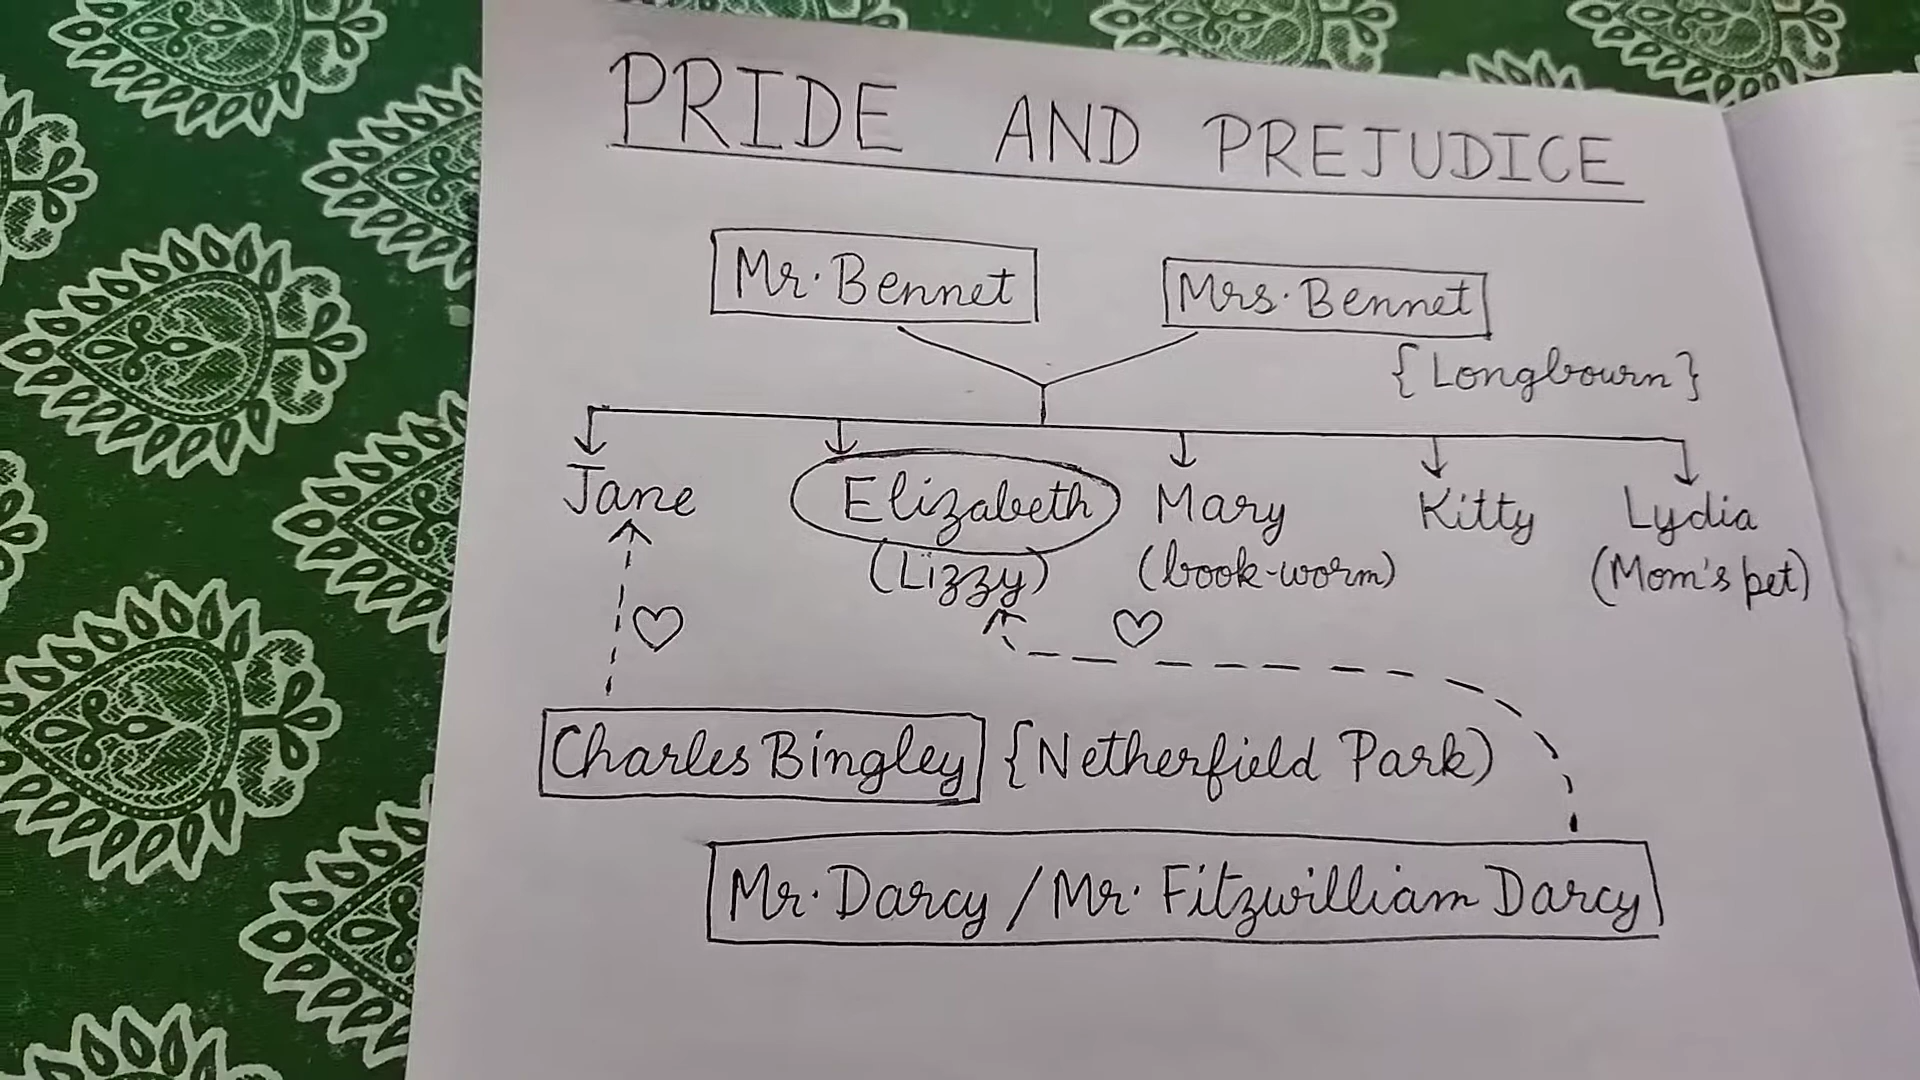 PRIDE AND PREJUDICE
Mr. Bennet Mrs. Bennet
{Longbourn}
Jane Elizabeth Mary Kitty Lydia
(Lizzy) (book-worm) (Mom's pet)
Charles Bingley {Netherfield Park)
Mr. Darcy / Mr. Fitzwilliam Darcy